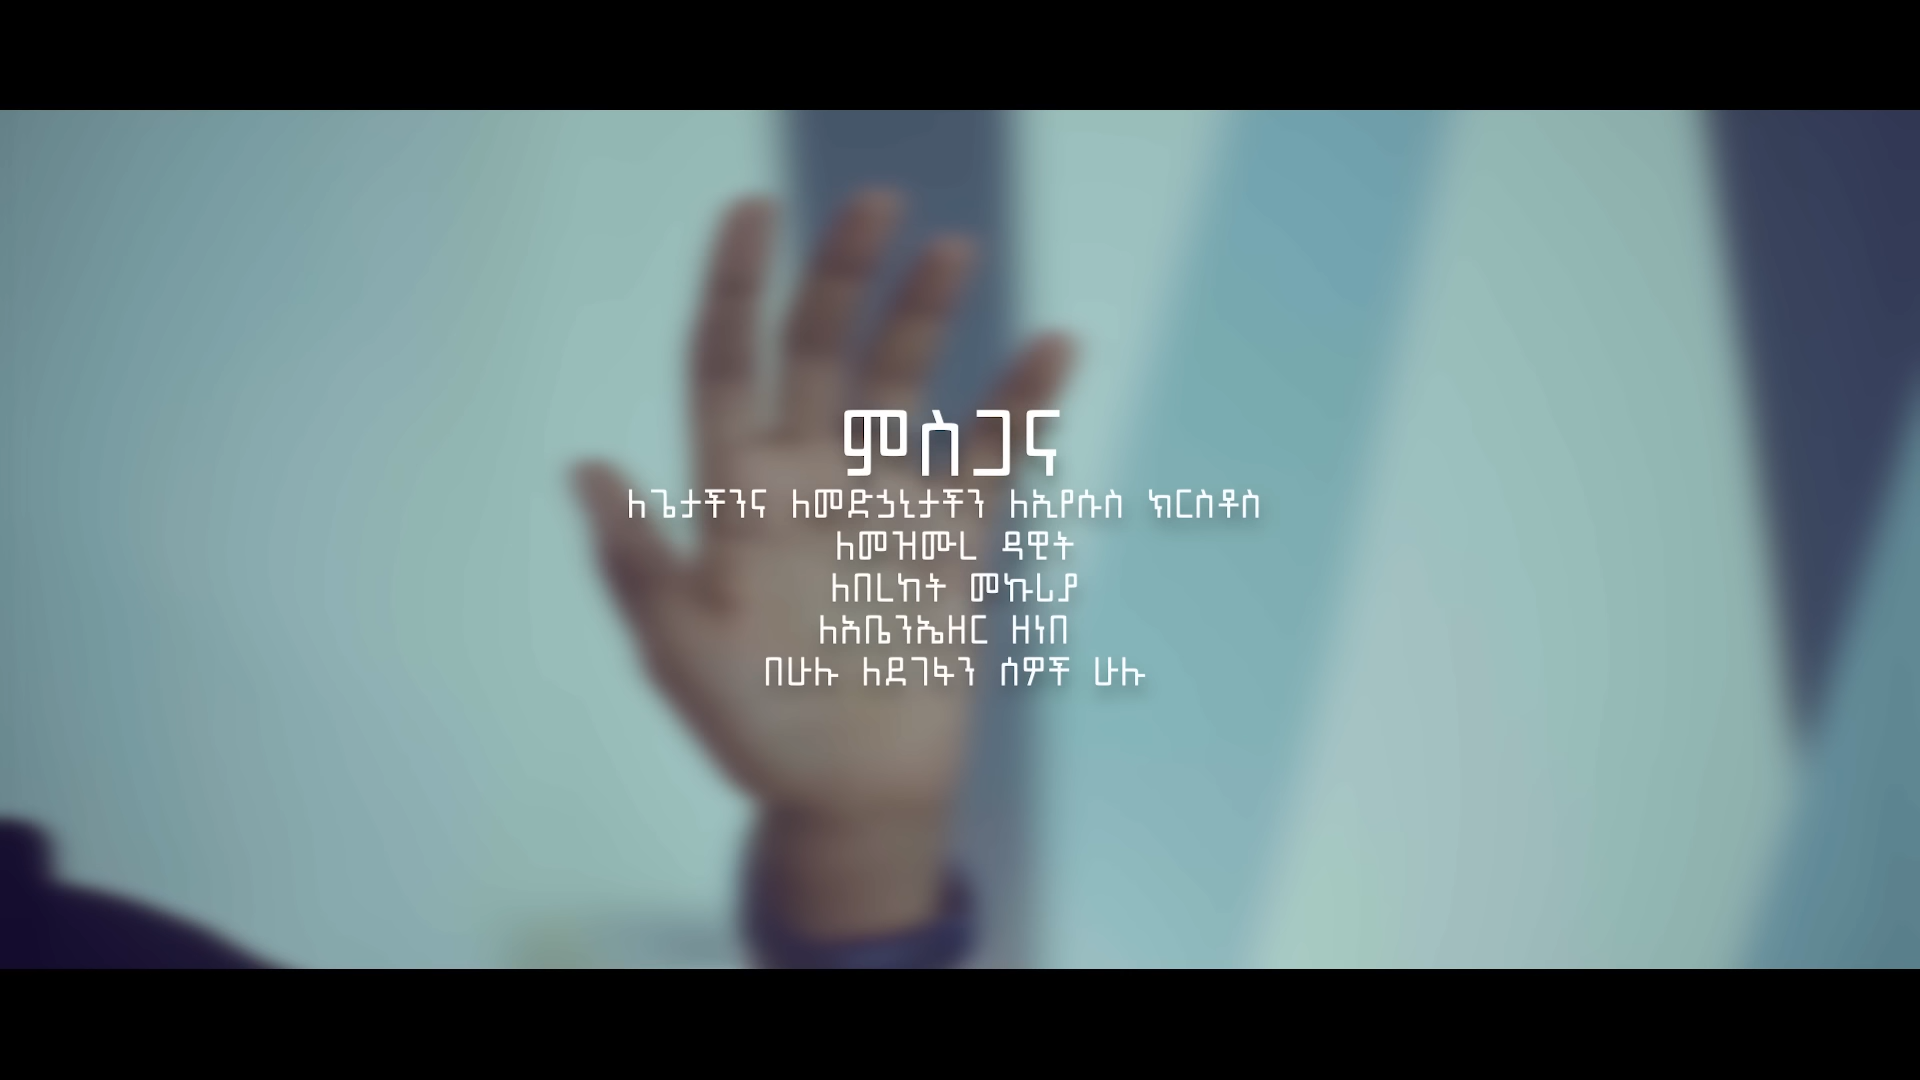 ምስጋና
ለጌታችንና ለመድኃኒታችን ለኢየሱስ ክርስቶስ
ለመዝሙረ ዳዊት
ለበረከት መኩሪያ
ለአቤንኤዘር ዘነበ
በሁሉ ለደገፋን ሰዎች ሁሉ